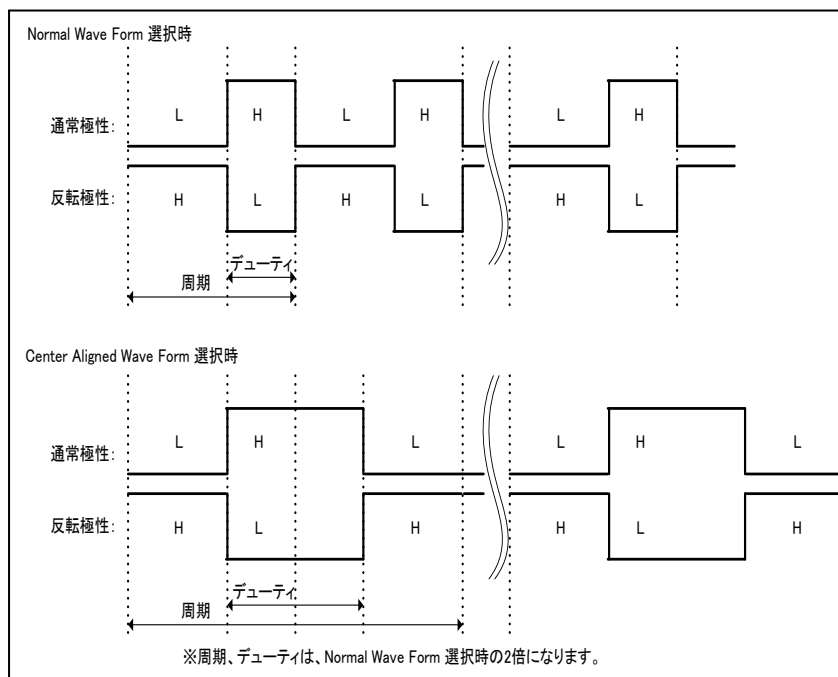 Normal Wave Form 選択時
L H L H L H
通常極性:
反転極性:
H L H L H L
デューティ
周期
Center Aligned Wave Form 選択時
L H L L H L
通常極性:
反転極性:
H L H H L H
デューティ
周期
※周期、デューティは、Normal Wave Form 選択時の2倍になります。